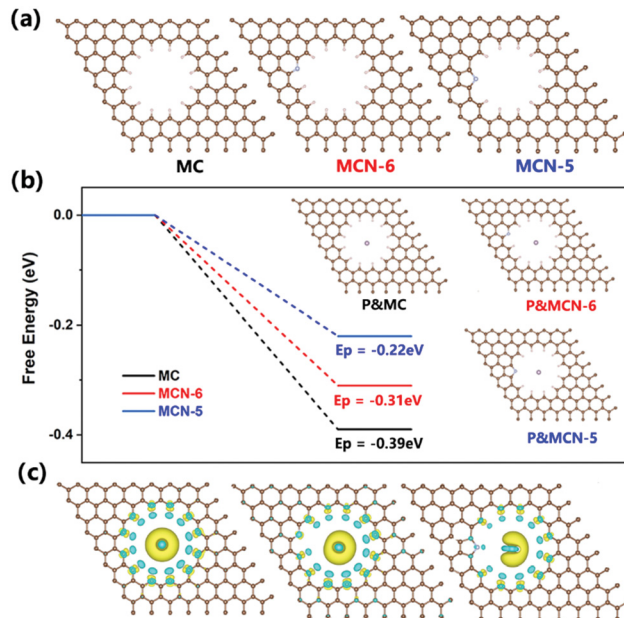 (a)
MC MCN-6 MCN-5
(b)
0.0
-0.2
-0.4
Free Energy (eV)
P&MC P&MCN-6
Ep = -0.22eV
P&MCN-5
MC
MCN-6
MCN-5
Ep = -0.31eV
Ep = -0.39eV
(c)